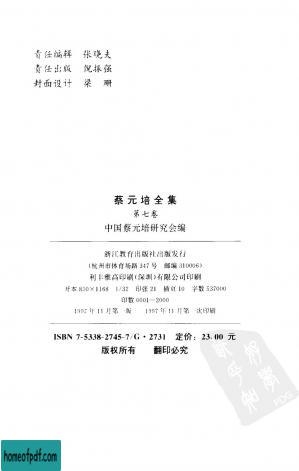 责任编辑 张晓夫
责任出版 倪振强
封面设计 梁珊
蔡元培全集
第七卷
中国蔡元培研究会编
浙江教育出版社出版发行
(杭州市体育场路347号 邮编310006)
利丰雅高印刷(深圳)有限公司印刷
开本850×1168 1/32 印张21 插页10 字数537000
印数0001—2000
1997年11月第一版 1997年11月第一次印刷
ISBN 7-5338-2745-7/G·2731 定价: 23.00 元
版权所有 翻印必究
PDG
homeofpdf.com